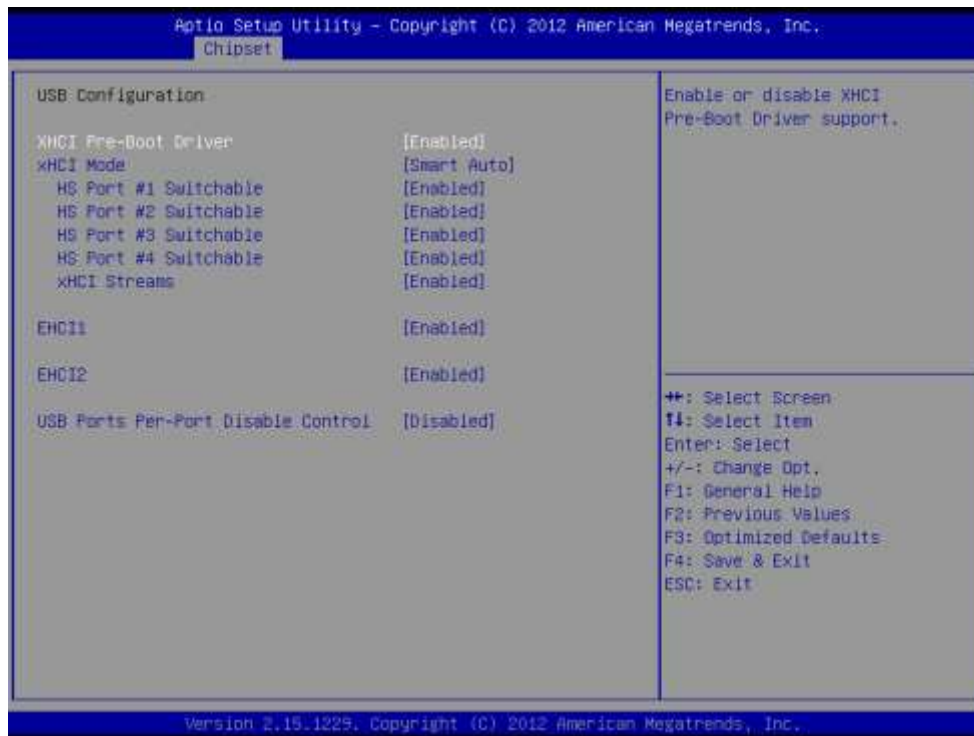 Aptio Setup Utility – Copyright (C) 2012 American Megatrends, Inc.
Chipset
USB Configuration
XHCI Pre-Boot Driver [Enabled]
xHCI Mode [Smart Auto]
HS Port #1 Switchable [Enabled]
HS Port #2 Switchable [Enabled]
HS Port #3 Switchable [Enabled]
HS Port #4 Switchable [Enabled]
xHCI Streams [Enabled]
EHCI1 [Enabled]
EHCI2 [Enabled]
USB Ports Per-Port Disable Control [Disabled]
Enable or disable XHCI
Pre-Boot Driver support.
→←: Select Screen
↑↓: Select Item
Enter: Select
+/-: Change Opt.
F1: General Help
F2: Previous Values
F3: Optimized Defaults
F4: Save & Exit
ESC: Exit
Version 2.15.1229. Copyright (C) 2012 American Megatrends, Inc.